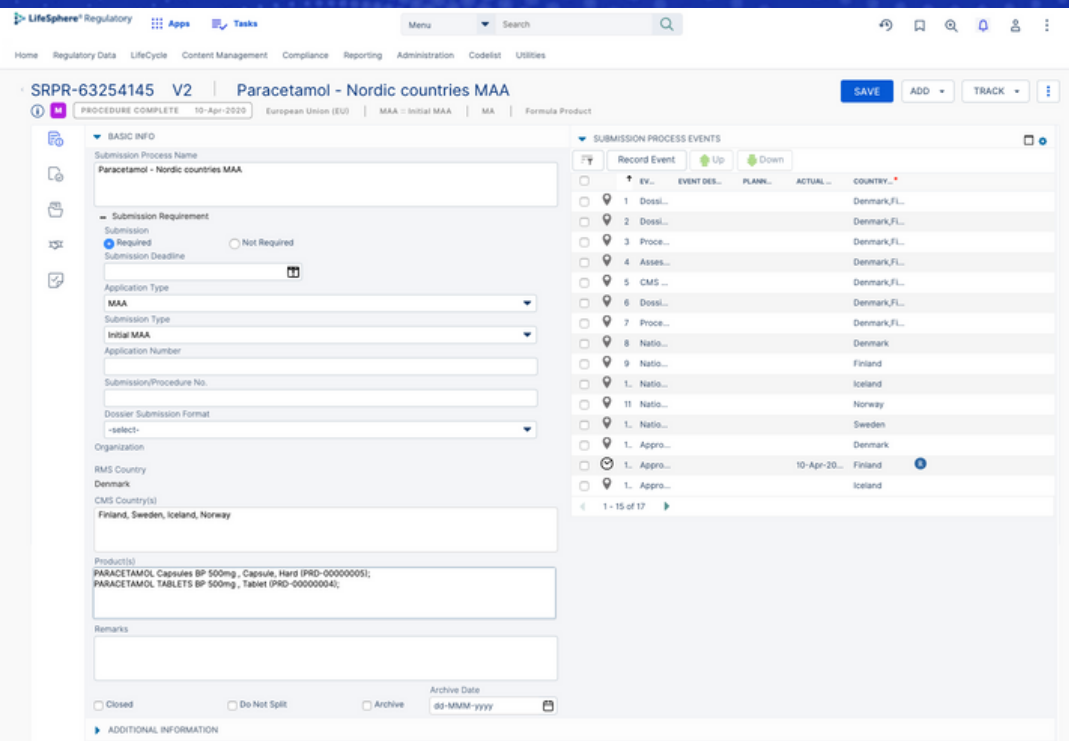 LifeSphere® Regulatory
Apps
Tasks
Menu
Search
Home Regulatory Data LifeCycle Content Management Compliance Reporting Administration Codelist Utilities
SRPR-63254145 V2 | Paracetamol - Nordic countries MAA
SAVE
ADD
TRACK
M PROCEDURE COMPLETE 10-Apr-2020 European Union (EU) | MAA :: Initial MAA | MA | Formula Product
BASIC INFO
Submission Process Name
Paracetamol - Nordic countries MAA
Submission Requirement
Submission
Required
Not Required
Submission Deadline
Application Type
MAA
Submission Type
Initial MAA
Application Number
Submission/Procedure No.
Dossier Submission Format
-select-
Organization
RMS Country
Denmark
CMS Country(s)
Finland, Sweden, Iceland, Norway
Product(s)
PARACETAMOL Capsules BP 500mg , Capsule, Hard (PRD-00000005);
PARACETAMOL TABLETS BP 500mg , Tablet (PRD-00000004);
Remarks
Archive Date
Closed
Do Not Split
Archive
dd-MMM-yyyy
ADDITIONAL INFORMATION
SUBMISSION PROCESS EVENTS
Record Event
Up
Down
EV... EVENT DES... PLANN... ACTUAL ... COUNTRY...*
1 Dossi... Denmark,Fi...
2 Dossi... Denmark,Fi...
3 Proce... Denmark,Fi...
4 Asses... Denmark,Fi...
5 CMS ... Denmark,Fi...
6 Dossi... Denmark,Fi...
7 Proce... Denmark,Fi...
8 Natio... Denmark
9 Natio... Finland
1.. Natio... Iceland
11 Natio... Norway
1.. Natio... Sweden
1.. Appro... Denmark
1.. Appro... 10-Apr-20... Finland
1.. Appro... Iceland
1 - 15 of 17